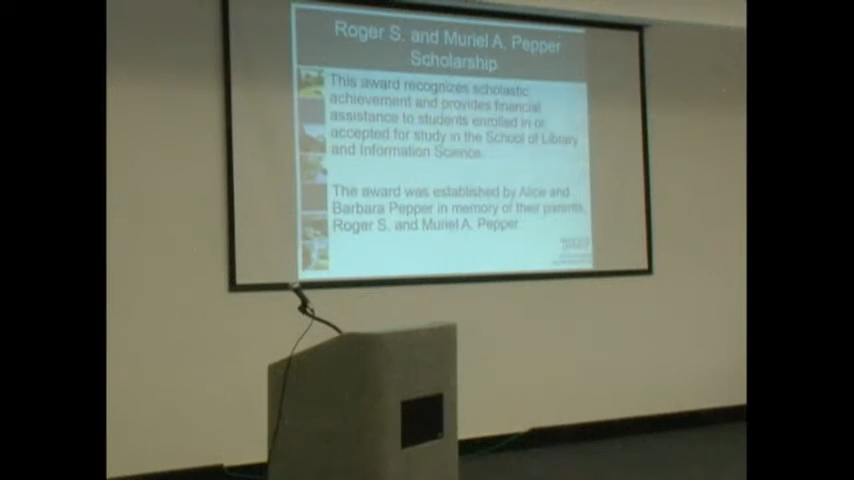 Roger S. and Muriel A. Pepper
Scholarship
This award recognizes scholastic
achievement and provides financial
assistance to students enrolled in or
accepted for study in the School of Library
and Information Science.
The award was established by Alice and
Barbara Pepper in memory of their parents,
Roger S. and Muriel A. Pepper